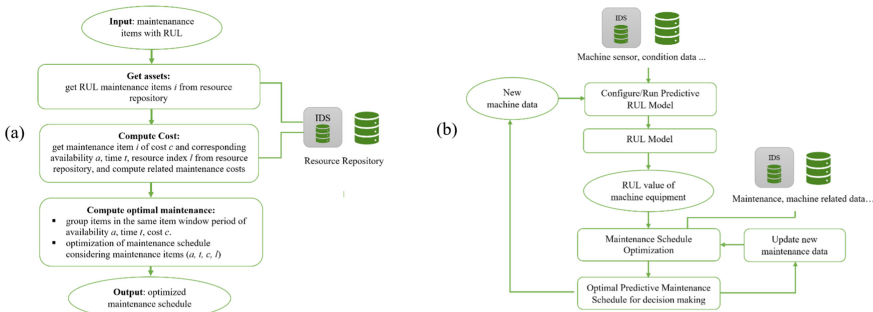 (a)
Input: maintenanance
items with RUL
Get assets:
get RUL maintenance items i from resource
repository
Compute Cost:
get maintenance item i of cost c and corresponding
availability a, time t, resource index l from resource
repository, and compute related maintenance costs
Compute optimal maintenance:
▪ group items in the same item window period of
availability a, time t, cost c.
▪ optimization of maintenance schedule
considering maintenance items (a, t, c, l)
Output: optimized
maintenance schedule
IDS
Resource Repository
(b)
IDS
Machine sensor, condition data ...
New
machine data
Configure/Run Predictive
RUL Model
RUL Model
RUL value of
machine equipment
IDS
Maintenance, machine related data…
Maintenance Schedule
Optimization
Update new
maintenance data
Optimal Predictive Maintenance
Schedule for decision making